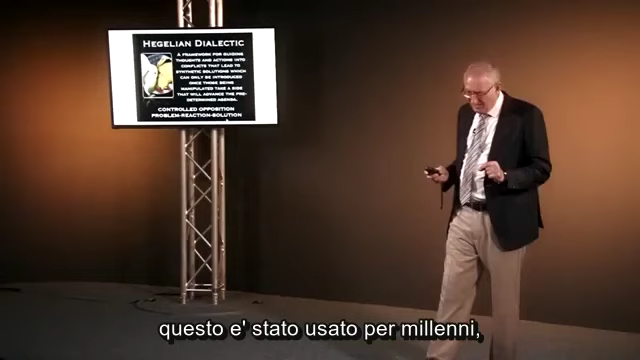 HEGELIAN DIALECTIC
A FRAMEWORK FOR GUIDING
THOUGHTS AND ACTIONS INTO
CONFLICTS THAT LEAD TO
SYNTHETIC SOLUTIONS WHICH
CAN ONLY BE INTRODUCED
ONCE THOSE BEING
MANIPULATED TAKE A SIDE
THAT WILL ADVANCE THE PRE-
DETERMINED AGENDA.
CONTROLLED OPPOSITION
PROBLEM-REACTION-SOLUTION
questo e' stato usato per millenni,